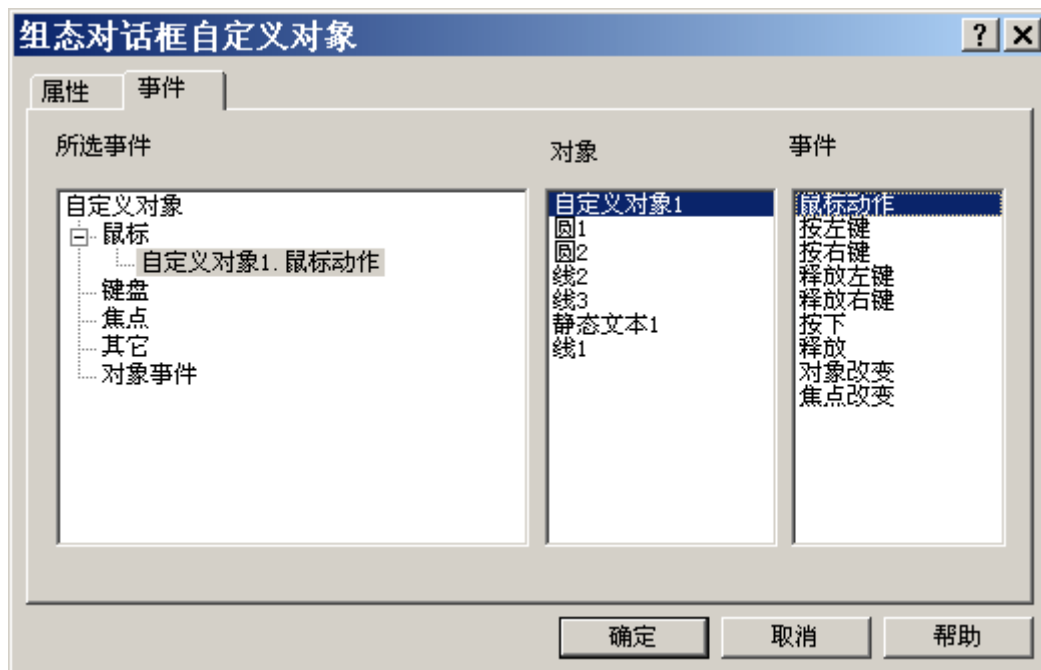 组态对话框自定义对象
属性 事件
所选事件 对象 事件
自定义对象
鼠标
自定义对象1.鼠标动作
键盘
焦点
其它
对象事件
自定义对象1
圆1
圆2
线2
线3
静态文本1
线1
鼠标动作
按左键
按右键
释放左键
释放右键
按下
释放
对象改变
焦点改变
确定 取消 帮助